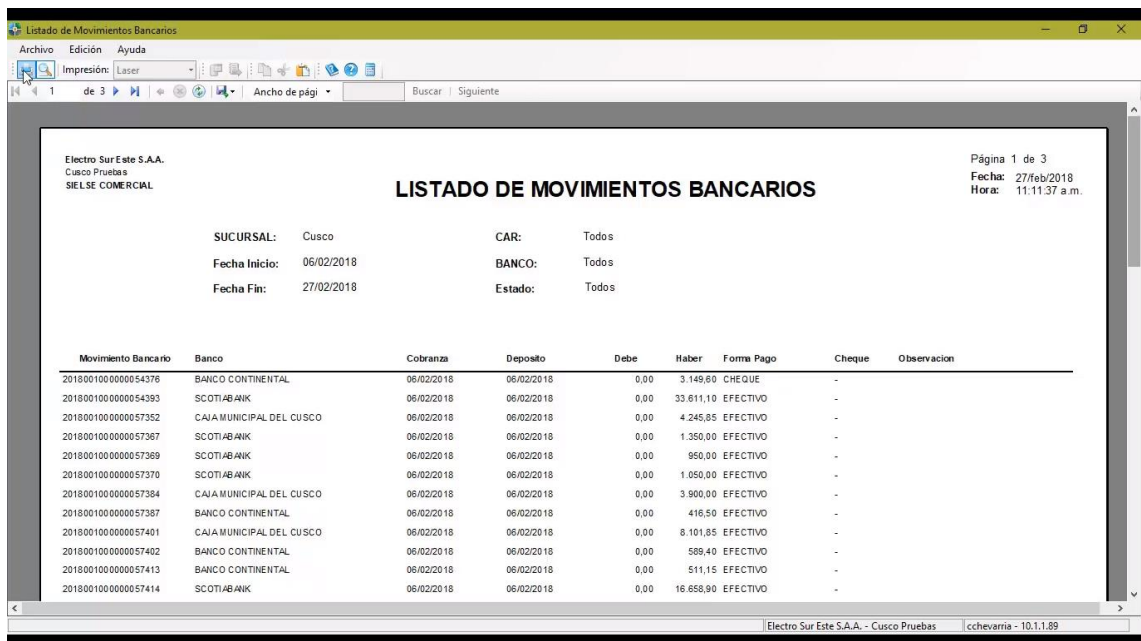 Listado de Movimientos Bancarios
Archivo Edición Ayuda
Impresión: Laser
1 de 3 Ancho de pági Buscar | Siguiente
Electro Sur Este S.A.A.
Cusco Pruebas
SIELSE COMERCIAL
Página 1 de 3
Fecha: 27/feb/2018
Hora: 11:11:37 a.m.
LISTADO DE MOVIMIENTOS BANCARIOS
SUCURSAL: Cusco CAR: Todos
Fecha Inicio: 06/02/2018 BANCO: Todos
Fecha Fin: 27/02/2018 Estado: Todos
Movimiento Bancario Banco Cobranza Deposito Debe Haber Forma Pago Cheque Observacion
2018001000000054376 BANCO CONTINENTAL 06/02/2018 06/02/2018 0,00 3.149,60 CHEQUE -
2018001000000054393 SCOTIABANK 06/02/2018 06/02/2018 0,00 33.611,10 EFECTIVO -
2018001000000057352 CAJA MUNICIPAL DEL CUSCO 06/02/2018 06/02/2018 0,00 4.245,85 EFECTIVO -
2018001000000057367 SCOTIABANK 06/02/2018 06/02/2018 0,00 1.350,00 EFECTIVO -
2018001000000057369 SCOTIABANK 06/02/2018 06/02/2018 0,00 950,00 EFECTIVO -
2018001000000057370 SCOTIABANK 06/02/2018 06/02/2018 0,00 1.050,00 EFECTIVO -
2018001000000057384 CAJA MUNICIPAL DEL CUSCO 06/02/2018 06/02/2018 0,00 3.900,00 EFECTIVO -
2018001000000057387 BANCO CONTINENTAL 06/02/2018 06/02/2018 0,00 416,50 EFECTIVO -
2018001000000057401 CAJA MUNICIPAL DEL CUSCO 06/02/2018 06/02/2018 0,00 8.101,85 EFECTIVO -
2018001000000057402 BANCO CONTINENTAL 06/02/2018 06/02/2018 0,00 589,40 EFECTIVO -
2018001000000057413 BANCO CONTINENTAL 06/02/2018 06/02/2018 0,00 511,15 EFECTIVO -
2018001000000057414 SCOTIABANK 06/02/2018 06/02/2018 0,00 16.658,90 EFECTIVO -
Electro Sur Este S.A.A. - Cusco Pruebas cchevarria - 10.1.1.89